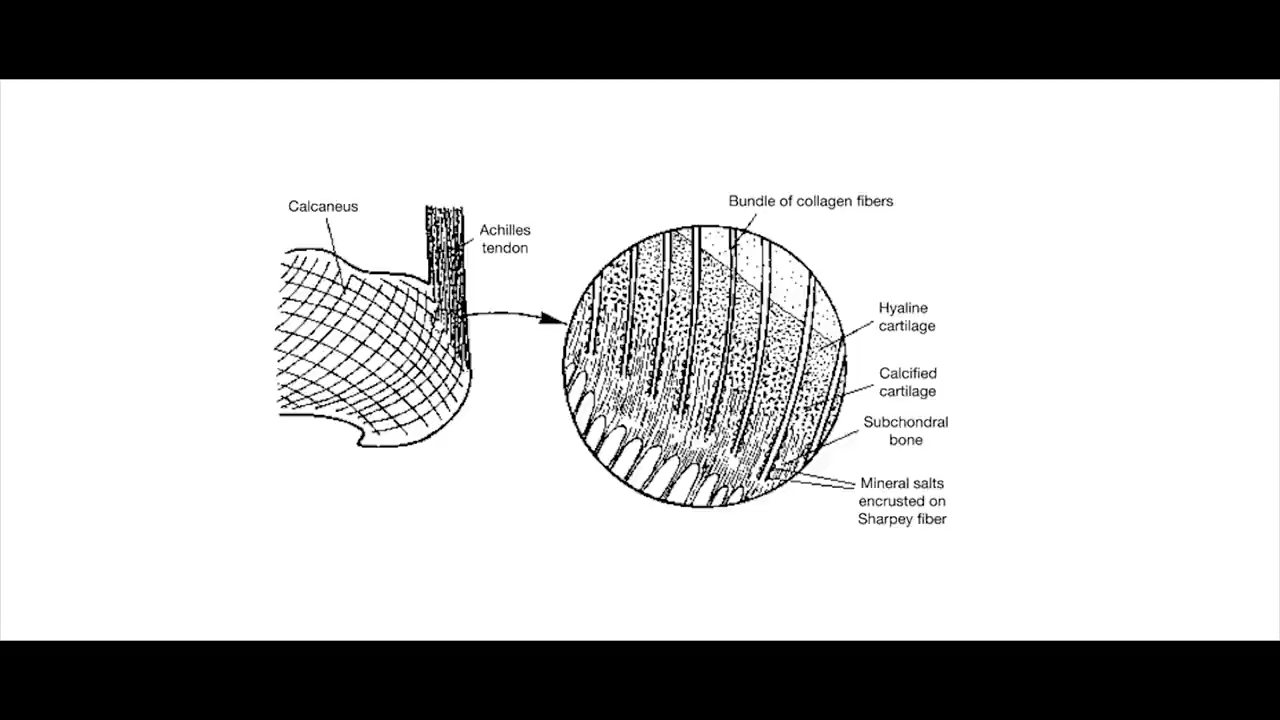 Calcaneus
Achilles
tendon
Bundle of collagen fibers
Hyaline
cartilage
Calcified
cartilage
Subchondral
bone
Mineral salts
encrusted on
Sharpey fiber